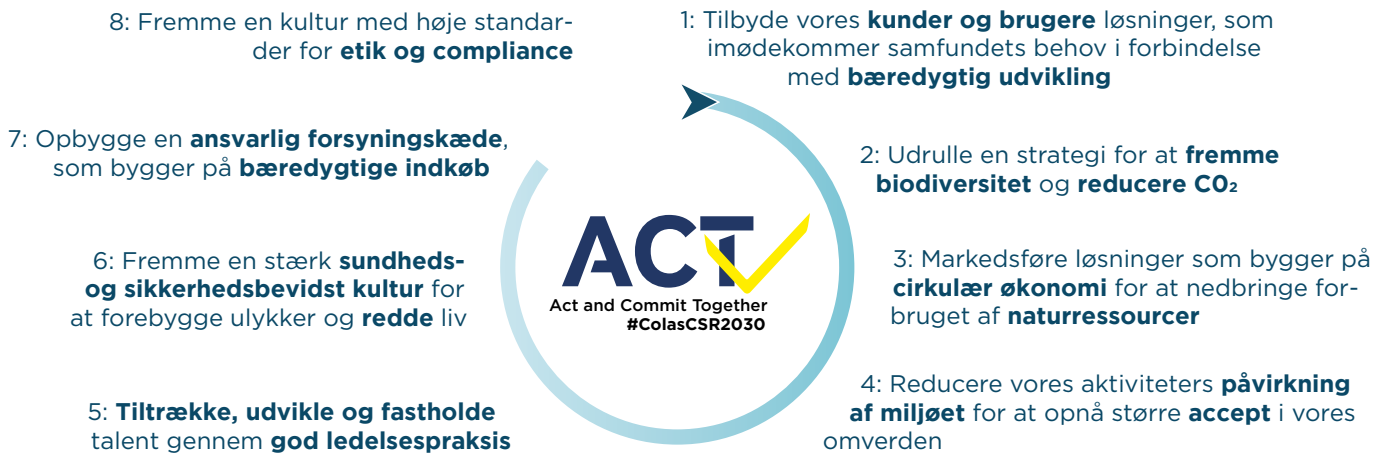 1: Tilbyde vores kunder og brugere løsninger, som
imødekommer samfundets behov i forbindelse
med bæredygtig udvikling
2: Udrulle en strategi for at fremme
biodiversitet og reducere C0₂
3: Markedsføre løsninger som bygger på
cirkulær økonomi for at nedbringe for-
bruget af naturressourcer
4: Reducere vores aktiviteters påvirkning
af miljøet for at opnå større accept i vores
omverden
5: Tiltrække, udvikle og fastholde
talent gennem god ledelsespraksis
6: Fremme en stærk sundheds-
og sikkerhedsbevidst kultur for
at forebygge ulykker og redde liv
7: Opbygge en ansvarlig forsyningskæde,
som bygger på bæredygtige indkøb
8: Fremme en kultur med høje standar-
der for etik og compliance
ACT
Act and Commit Together
#ColasCSR2030